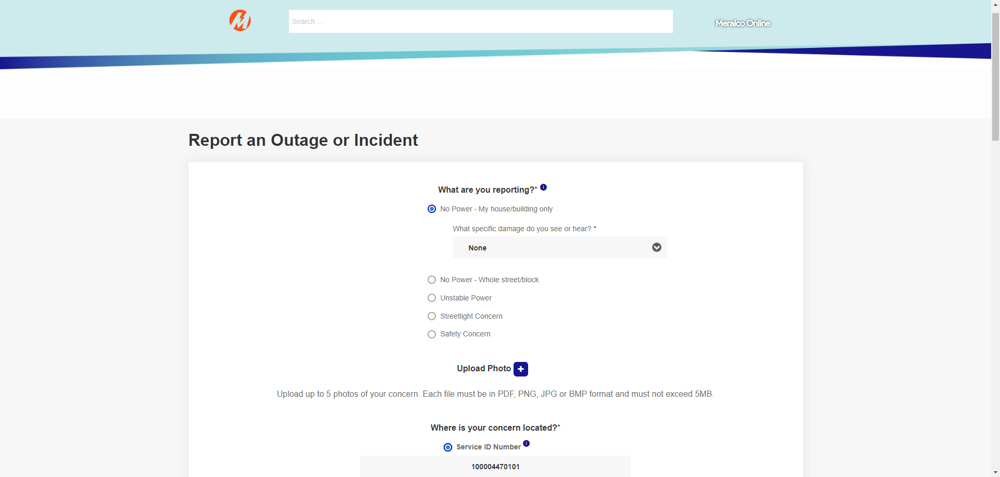 Search ...
Meralco Online
Report an Outage or Incident
What are you reporting?*
No Power - My house/building only
What specific damage do you see or hear? *
None
No Power - Whole street/block
Unstable Power
Streetlight Concern
Safety Concern
Upload Photo +
Upload up to 5 photos of your concern. Each file must be in PDF, PNG, JPG or BMP format and must not exceed 5MB.
Where is your concern located?*
Service ID Number
100004470101